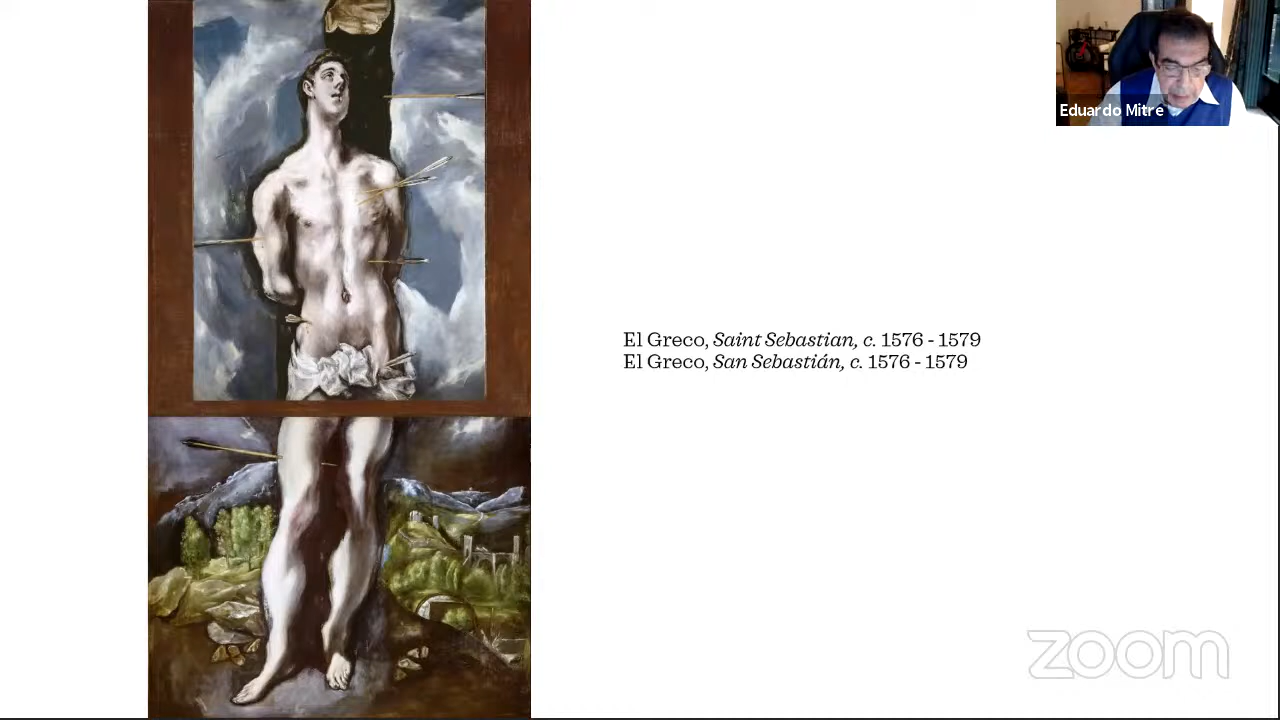 Eduardo Mitre
El Greco, Saint Sebastian, c. 1576 - 1579
El Greco, San Sebastián, c. 1576 - 1579
zoom